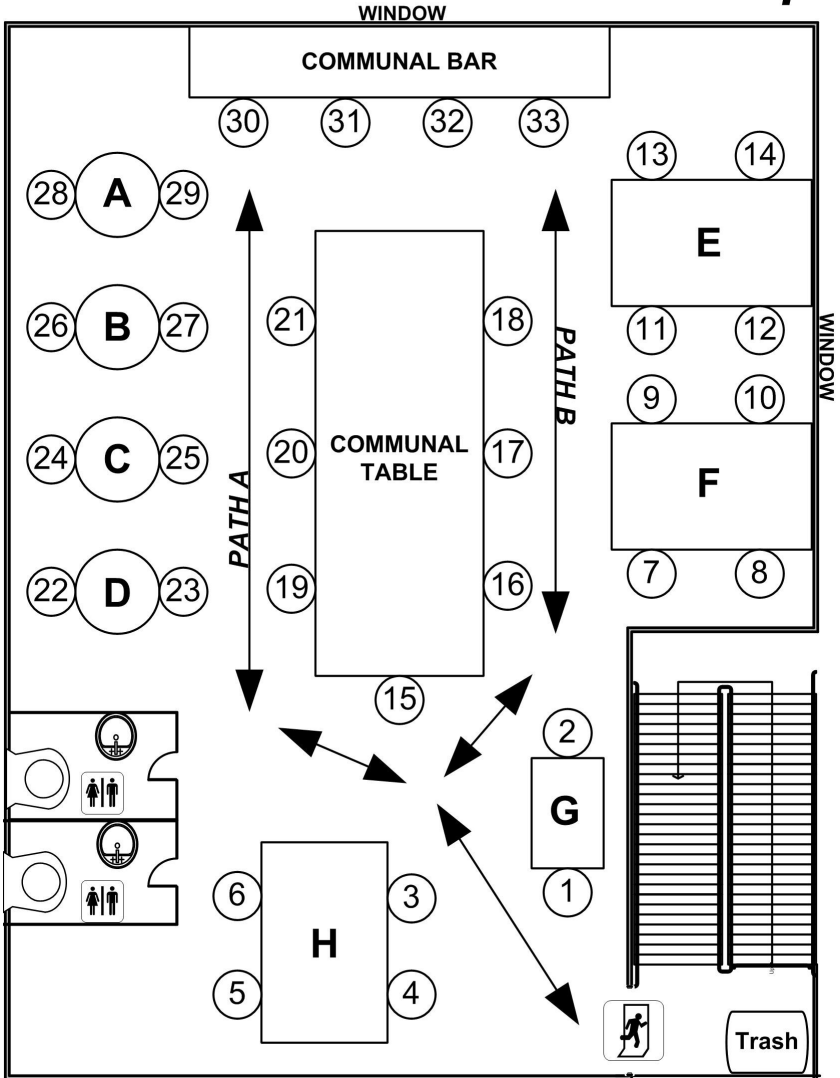 WINDOW
COMMUNAL BAR
30 31 32 33
13 14
28 A 29
E
21 18
26 B 27
11 12
WINDOW
PATH B
9 10
24 C 25
20 COMMUNAL TABLE 17
F
PATH A
22 D 23
19 16
7 8
15
2
G
1
6 3
H
5 4
Trash